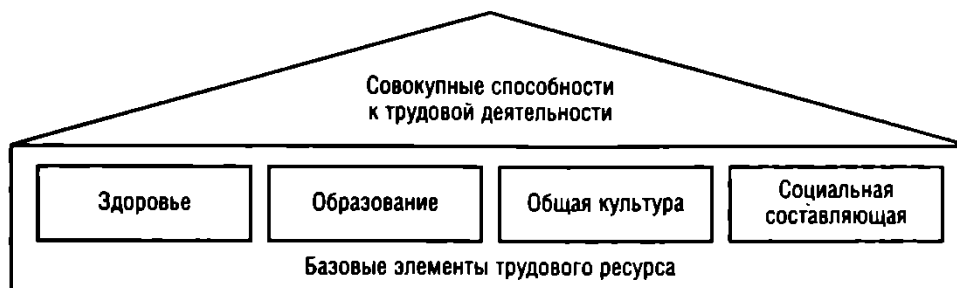 Совокупные способности
к трудовой деятельности
Здоровье
Образование
Общая культура
Социальная
составляющая
Базовые элементы трудового ресурса